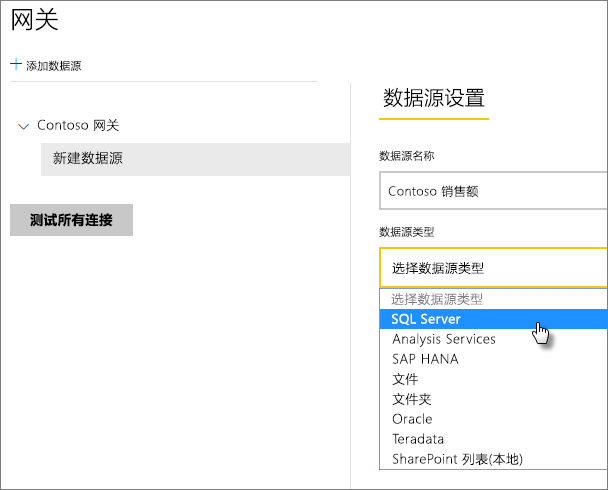 网关
添加数据源
Contoso 网关
新建数据源
测试所有连接
数据源设置
数据源名称
Contoso 销售额
数据源类型
选择数据源类型
选择数据源类型
SQL Server
Analysis Services
SAP HANA
文件
文件夹
Oracle
Teradata
SharePoint 列表(本地)